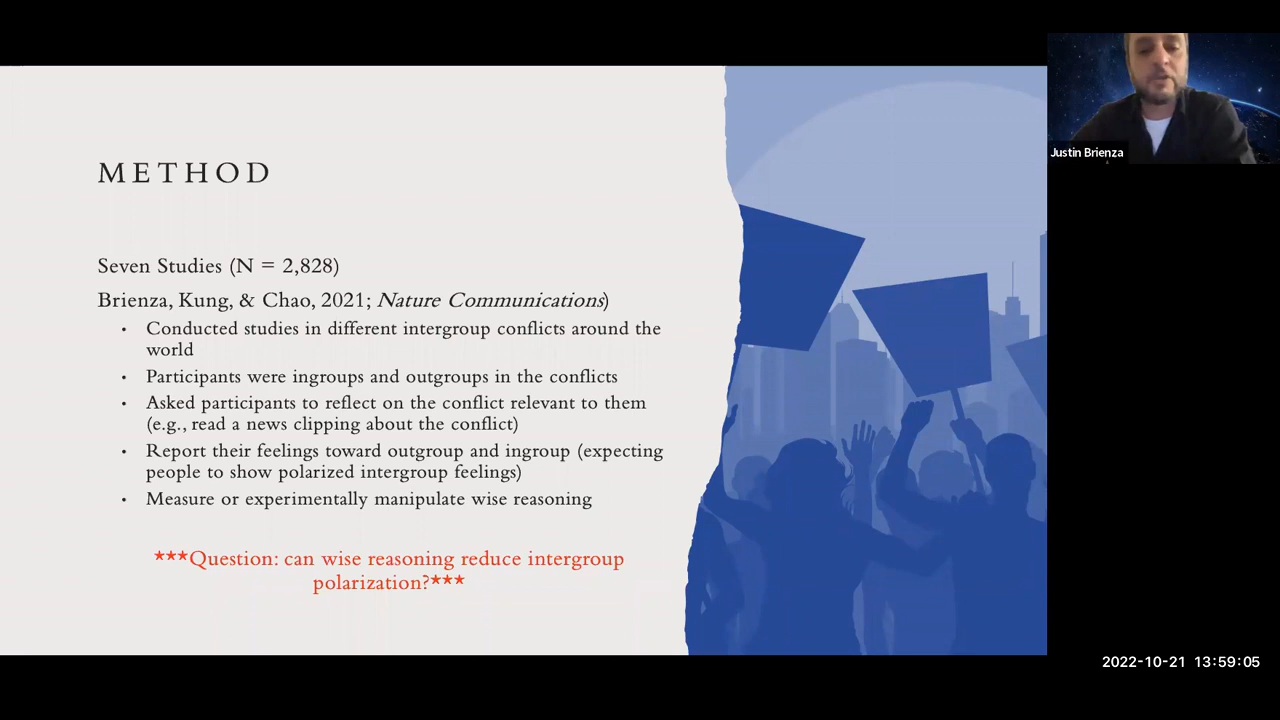 METHOD
Seven Studies (N = 2,828)
Brienza, Kung, & Chao, 2021; Nature Communications)
• Conducted studies in different intergroup conflicts around the
world
• Participants were ingroups and outgroups in the conflicts
• Asked participants to reflect on the conflict relevant to them
(e.g., read a news clipping about the conflict)
• Report their feelings toward outgroup and ingroup (expecting
people to show polarized intergroup feelings)
• Measure or experimentally manipulate wise reasoning
***Question: can wise reasoning reduce intergroup
polarization?***
Justin Brienza
2022-10-21 13:59:05